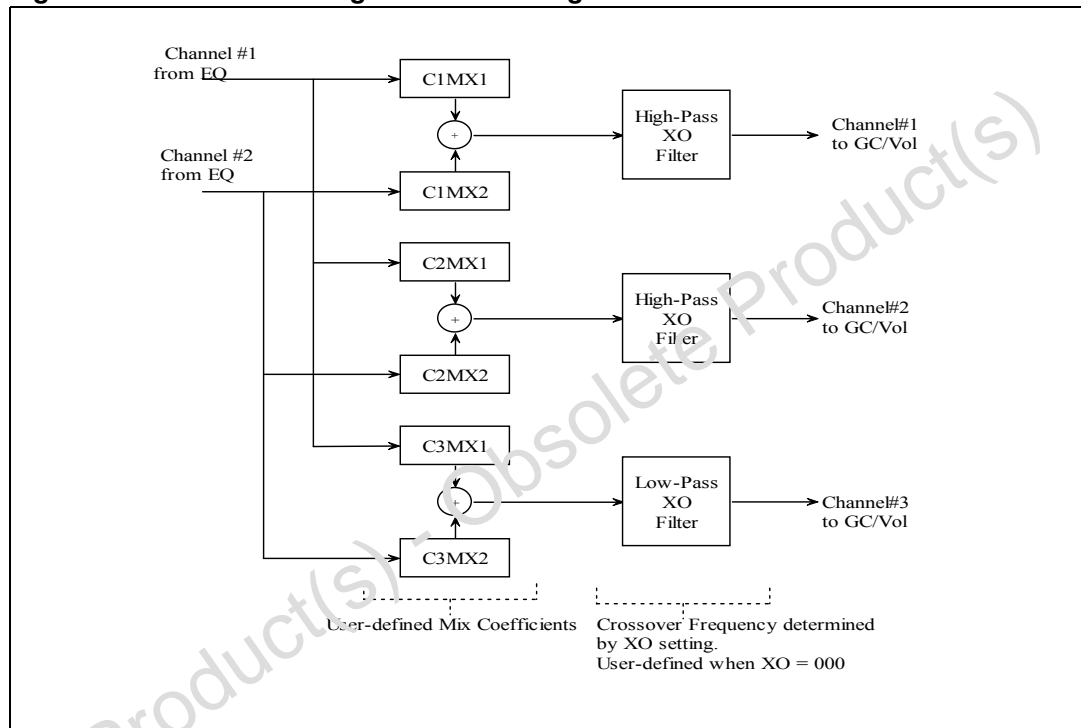 Channel #1
from EQ
C1MX1
+
High-Pass
XO
Filter
Channel#1
to GC/Vol
Channel #2
from EQ
C1MX2
C2MX1
+
High-Pass
XO
Filter
Channel#2
to GC/Vol
C2MX2
C3MX1
+
Low-Pass
XO
Filter
Channel#3
to GC/Vol
C3MX2
User-defined Mix Coefficients
Crossover Frequency determined
by XO setting.
User-defined when XO = 000
Product(s) - Obsolete Product(s)